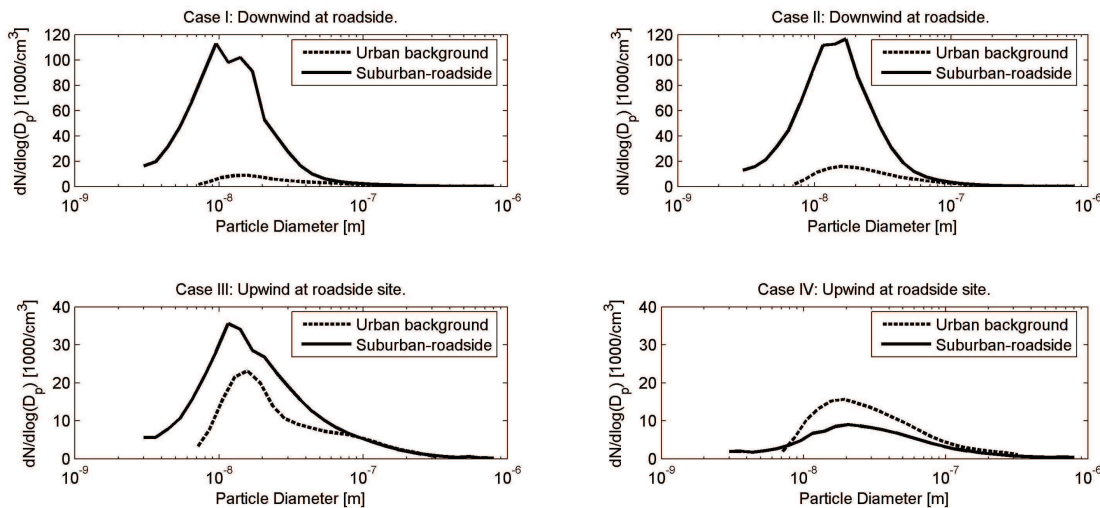 Case I: Downwind at roadside.
dN/dlog(D_p) [1000/cm³]
120
100
80
60
40
20
0
Urban background
Suburban-roadside
10⁻⁹
10⁻⁸
10⁻⁷
10⁻⁶
Particle Diameter [m]
Case II: Downwind at roadside.
dN/dlog(D_p) [1000/cm³]
120
100
80
60
40
20
0
Urban background
Suburban-roadside
10⁻⁹
10⁻⁸
10⁻⁷
10⁻⁶
Particle Diameter [m]
Case III: Upwind at roadside site.
dN/dlog(D_p) [1000/cm³]
40
30
20
10
0
Urban background
Suburban-roadside
10⁻⁹
10⁻⁸
10⁻⁷
10⁻⁶
Particle Diameter [m]
Case IV: Upwind at roadside site.
dN/dlog(D_p) [1000/cm³]
40
30
20
10
0
Urban background
Suburban-roadside
10⁻⁹
10⁻⁸
10⁻⁷
10⁻⁶
Particle Diameter [m]